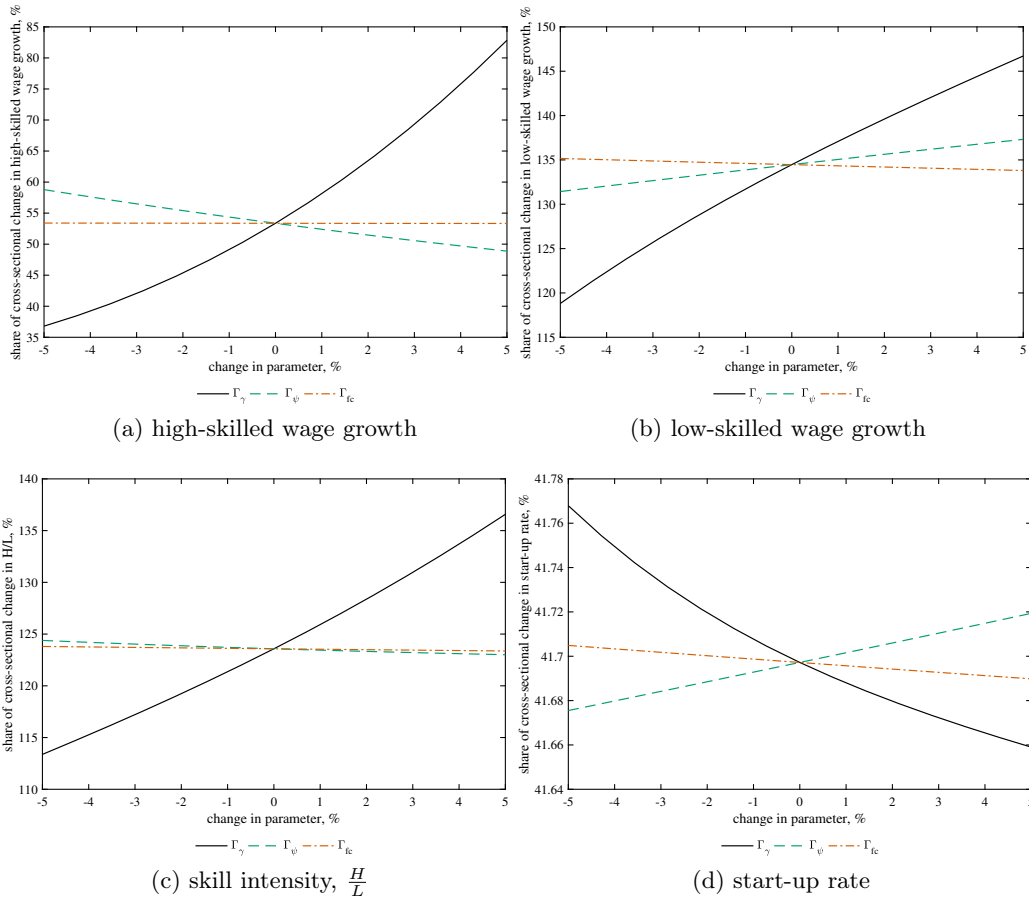 share of cross-sectional change in high-skilled wage growth, %
85
80
75
70
65
60
55
50
45
40
35
-5 -4 -3 -2 -1 0 1 2 3 4 5
change in parameter, %
Γγ Γψ Γfc
(a) high-skilled wage growth
share of cross-sectional change in low-skilled wage growth, %
150
145
140
135
130
125
120
115
-5 -4 -3 -2 -1 0 1 2 3 4 5
change in parameter, %
Γγ Γψ Γfc
(b) low-skilled wage growth
share of cross-sectional change in H/L, %
140
135
130
125
120
115
110
-5 -4 -3 -2 -1 0 1 2 3 4 5
change in parameter, %
Γγ Γψ Γfc
(c) skill intensity, H/L
share of cross-sectional change in start-up rate, %
41.78
41.76
41.74
41.72
41.7
41.68
41.66
41.64
-5 -4 -3 -2 -1 0 1 2 3 4
change in parameter, %
Γγ Γψ Γfc
(d) start-up rate